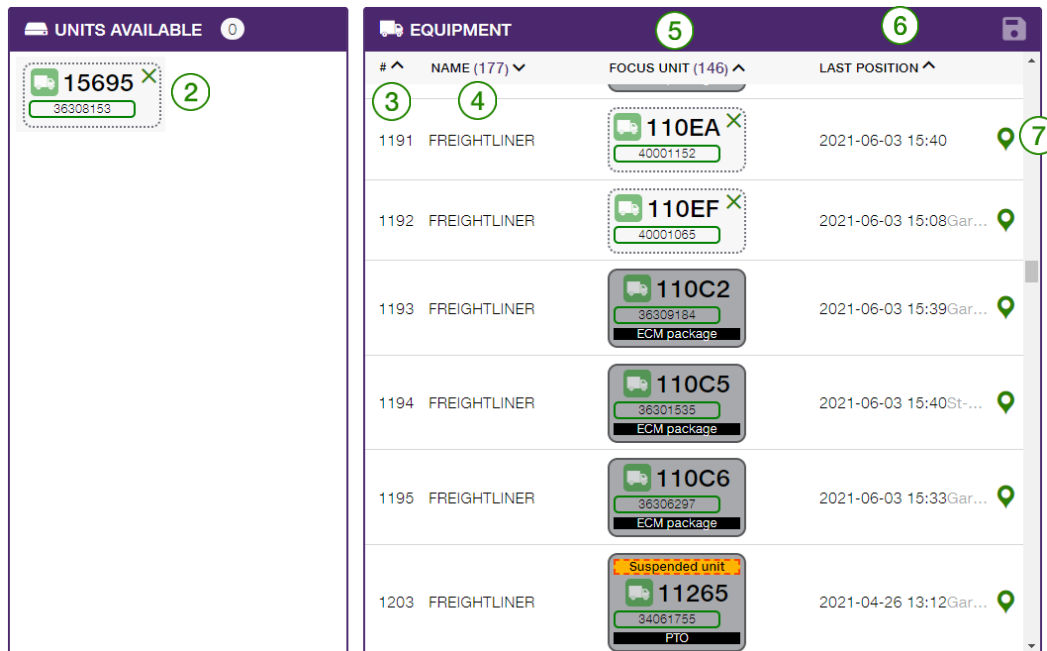 UNITS AVAILABLE 0
15695
36308153
2
EQUIPMENT
5
6
# NAME (177) FOCUS UNIT (146) LAST POSITION
3
4
1191 FREIGHTLINER 110EA 2021-06-03 15:40
40001152
7
1192 FREIGHTLINER 110EF 2021-06-03 15:08Gar...
40001065
1193 FREIGHTLINER 110C2 2021-06-03 15:39Gar...
36309184
ECM package
1194 FREIGHTLINER 110C5 2021-06-03 15:40St-...
36301535
ECM package
1195 FREIGHTLINER 110C6 2021-06-03 15:33Gar...
36306297
ECM package
Suspended unit
1203 FREIGHTLINER 11265 2021-04-26 13:12Gar...
34061755
PTO